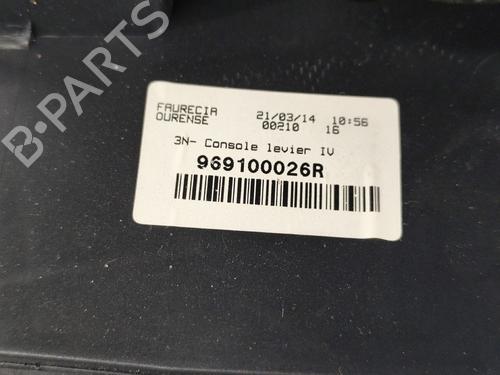 FAURECIA 21/03/14 10:56
OURENSE 00210 16
3N- Console levier IV
969100026R
B-PARTS